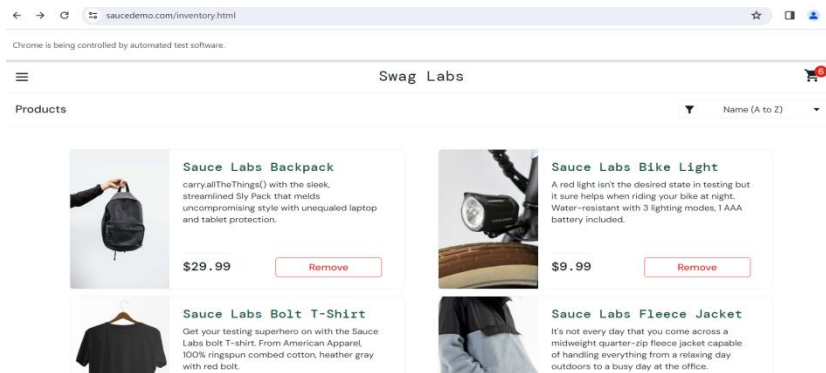 saucedemo.com/inventory.html
Chrome is being controlled by automated test software.
Swag Labs
6
Products
Name (A to Z)
Sauce Labs Backpack
carry.allTheThings() with the sleek,
streamlined Sly Pack that melds
uncompromising style with unequaled laptop
and tablet protection.
$29.99
Remove
Sauce Labs Bike Light
A red light isn't the desired state in testing but
it sure helps when riding your bike at night.
Water-resistant with 3 lighting modes, 1 AAA
battery included.
$9.99
Remove
Sauce Labs Bolt T-Shirt
Get your testing superhero on with the Sauce
Labs bolt T-shirt. From American Apparel,
100% ringspun combed cotton, heather gray
with red bolt.
Sauce Labs Fleece Jacket
It's not every day that you come across a
midweight quarter-zip fleece jacket capable
of handling everything from a relaxing day
outdoors to a busy day at the office.